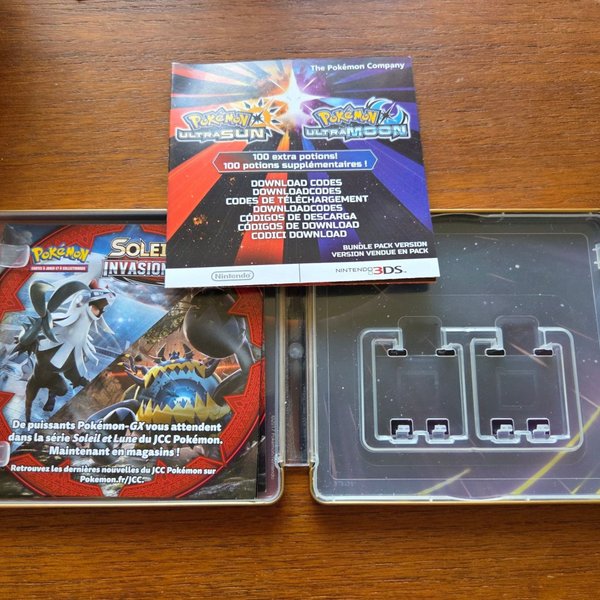 The Pokémon Company
POKÉMON
ULTRA SUN
POKÉMON
ULTRA MOON
100 extra potions!
100 potions supplémentaires !
DOWNLOAD CODES
DOWNLOADCODES
CODES DE TÉLÉCHARGEMENT
DOWNLOADCODES
CÓDIGOS DE DESCARGA
CÓDIGOS DE DOWNLOAD
CODICI DOWNLOAD
BUNDLE PACK VERSION
VERSION VENDUE EN PACK
Nintendo
NINTENDO 3DS
POKÉMON
SOLEI
INVASION
De puissants Pokémon-GX vous attendent
dans la série Soleil et Lune du JCC Pokémon.
Maintenant en magasins !
Retrouvez les dernières nouvelles du JCC Pokémon sur
Pokemon.fr/JCC.